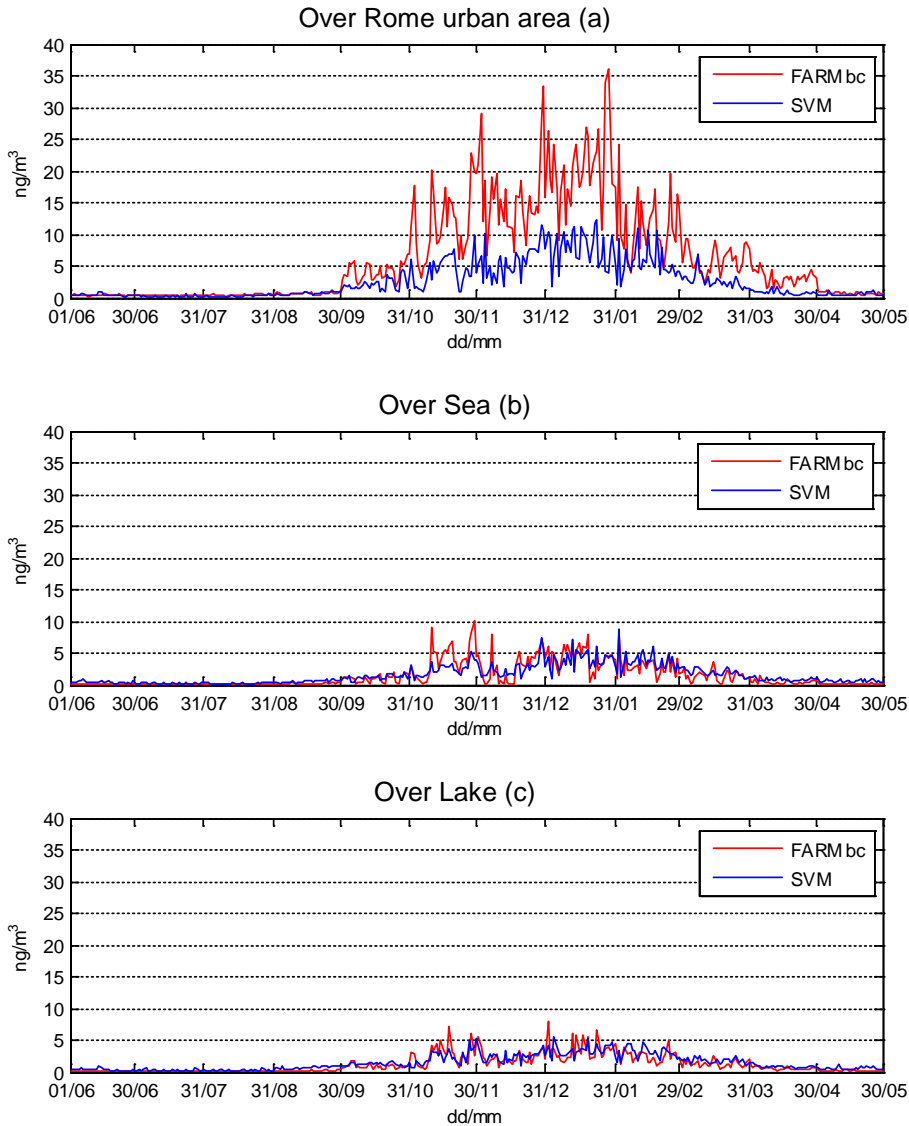 Over Rome urban area (a)
40
35
30
25
20
15
10
5
0
ng/m³
FARM bc
SVM
01/06 30/06 31/07 31/08 30/09 31/10 30/11 31/12 31/01 29/02 31/03 30/04 30/05
dd/mm
Over Sea (b)
40
35
30
25
20
15
10
5
0
ng/m³
FARM bc
SVM
01/06 30/06 31/07 31/08 30/09 31/10 30/11 31/12 31/01 29/02 31/03 30/04 30/05
dd/mm
Over Lake (c)
40
35
30
25
20
15
10
5
0
ng/m³
FARM bc
SVM
01/06 30/06 31/07 31/08 30/09 31/10 30/11 31/12 31/01 29/02 31/03 30/04 30/05
dd/mm